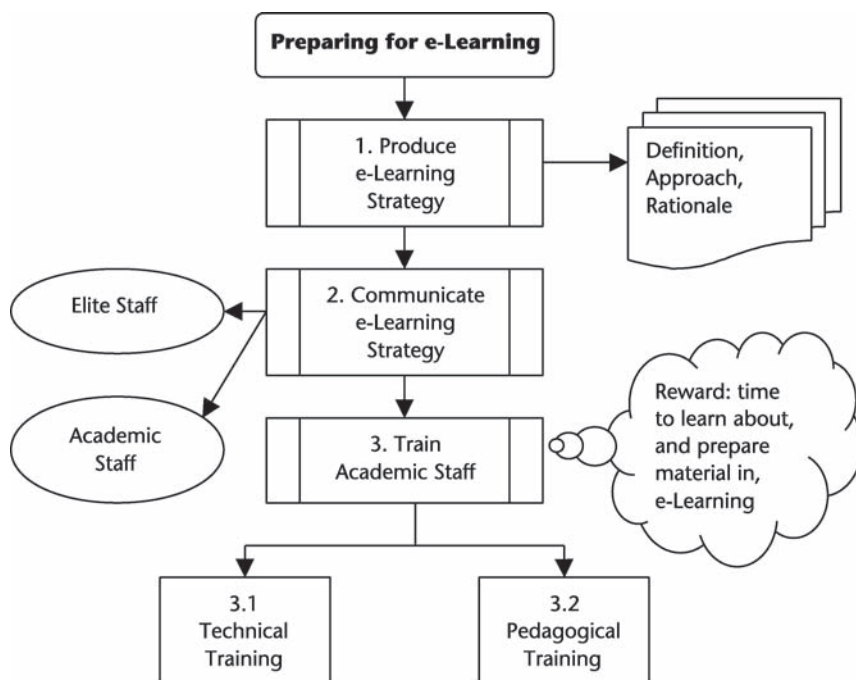 Preparing for e-Learning
1. Produce
e-Learning
Strategy
Definition,
Approach,
Rationale
2. Communicate
e-Learning
Strategy
Elite Staff
Academic
Staff
3. Train
Academic Staff
Reward: time
to learn about,
and prepare
material in,
e-Learning
3.1
Technical
Training
3.2
Pedagogical
Training